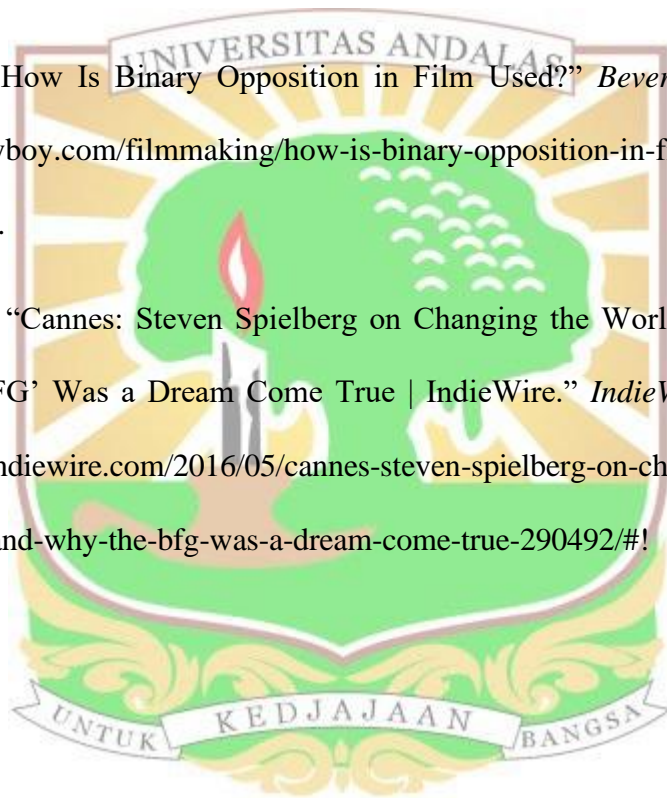 UNIVERSITAS ANDALAS
How Is Binary Opposition in Film Used?” Bever
yboy.com/filmmaking/how-is-binary-opposition-in-f
.
“Cannes: Steven Spielberg on Changing the Worl
FG’ Was a Dream Come True | IndieWire.” IndieW
ndiewire.com/2016/05/cannes-steven-spielberg-on-ch
and-why-the-bfg-was-a-dream-come-true-290492/#!
UNTUK KEDJAJAAN BANGSA